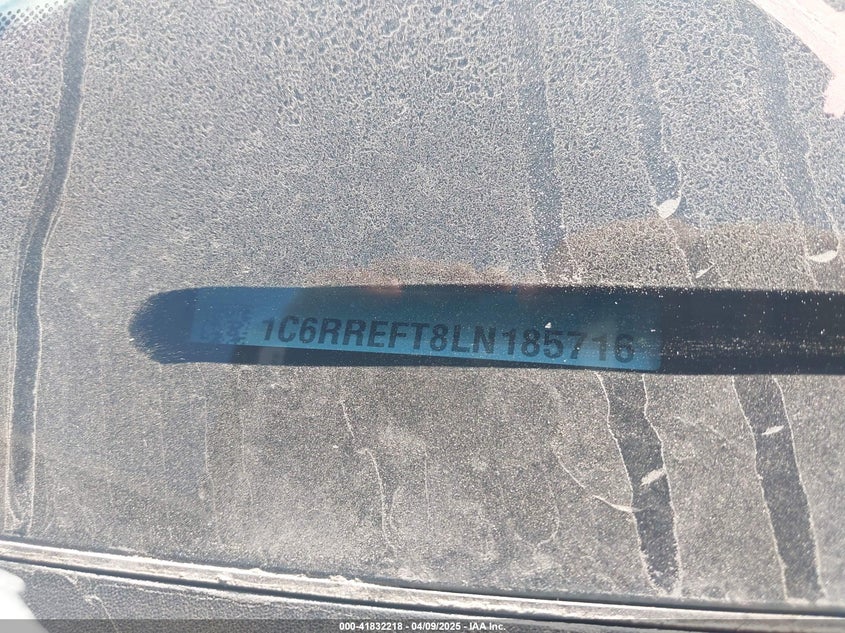 1C6RREFT8LN185716
000-41832218 - 04/09/2025 - IAA Inc.